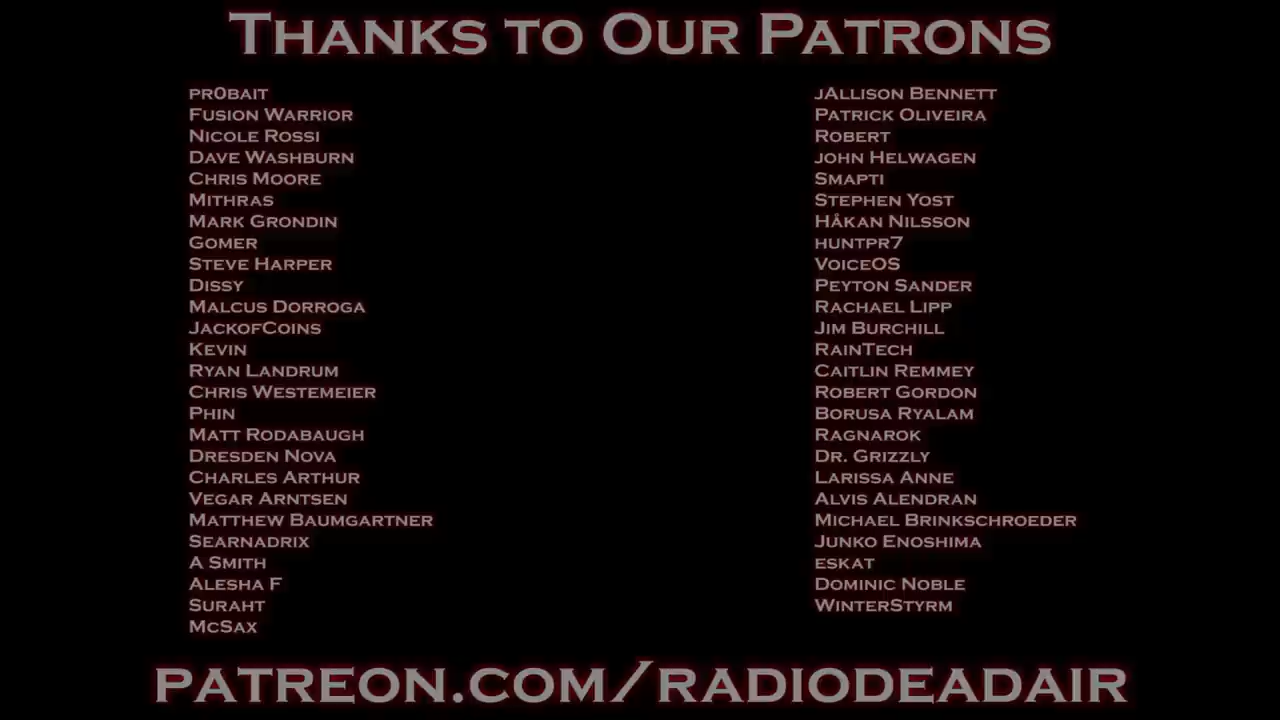 Thanks to Our Patrons
pr0bait
Fusion Warrior
Nicole Rossi
Dave Washburn
Chris Moore
Mithras
Mark Grondin
Gomer
Steve Harper
Dissy
Malcus Dorroga
JackofCoins
Kevin
Ryan Landrum
Chris Westemeier
Phin
Matt Rodabaugh
Dresden Nova
Charles Arthur
Vegar Arntsen
Matthew Baumgartner
Searnadrix
A Smith
Alesha F
Suraht
McSax
jAllison Bennett
Patrick Oliveira
Robert
john Helwagen
Smapti
Stephen Yost
Håkan Nilsson
huntpr7
VoiceOS
Peyton Sander
Rachael Lipp
Jim Burchill
RainTech
Caitlin Remmey
Robert Gordon
Borusa Ryalam
Ragnarok
Dr. Grizzly
Larissa Anne
Alvis Alendran
Michael Brinkschroeder
Junko Enoshima
eskat
Dominic Noble
WinterStyrm
patreon.com/radiodeadair